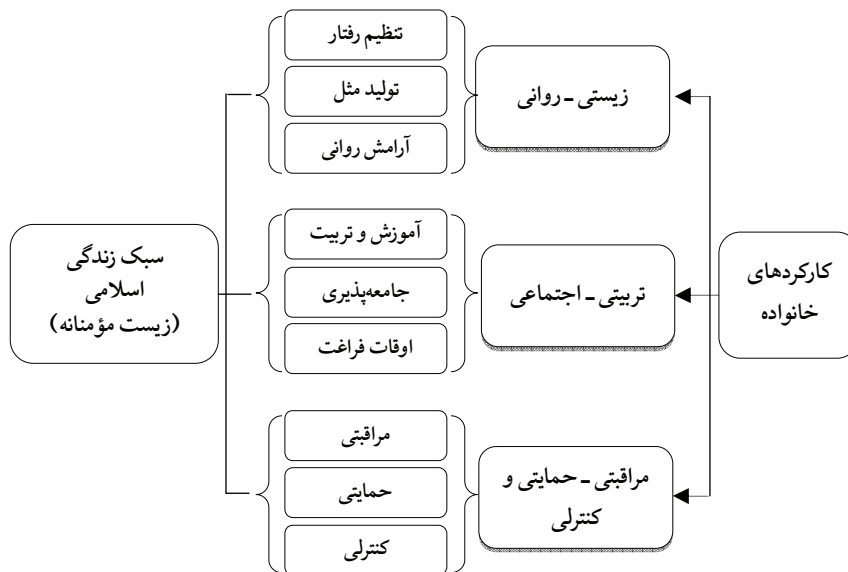 کارکردهای
خانواده
زیستی ـ روانی
تنظیم رفتار
تولید مثل
آرامش روانی
تربیتی ـ اجتماعی
آموزش و تربیت
جامعه‌پذیری
اوقات فراغت
مراقبتی ـ حمایتی و
کنترلی
مراقبتی
حمایتی
کنترلی
سبک زندگی
اسلامی
(زیست مؤمنانه)